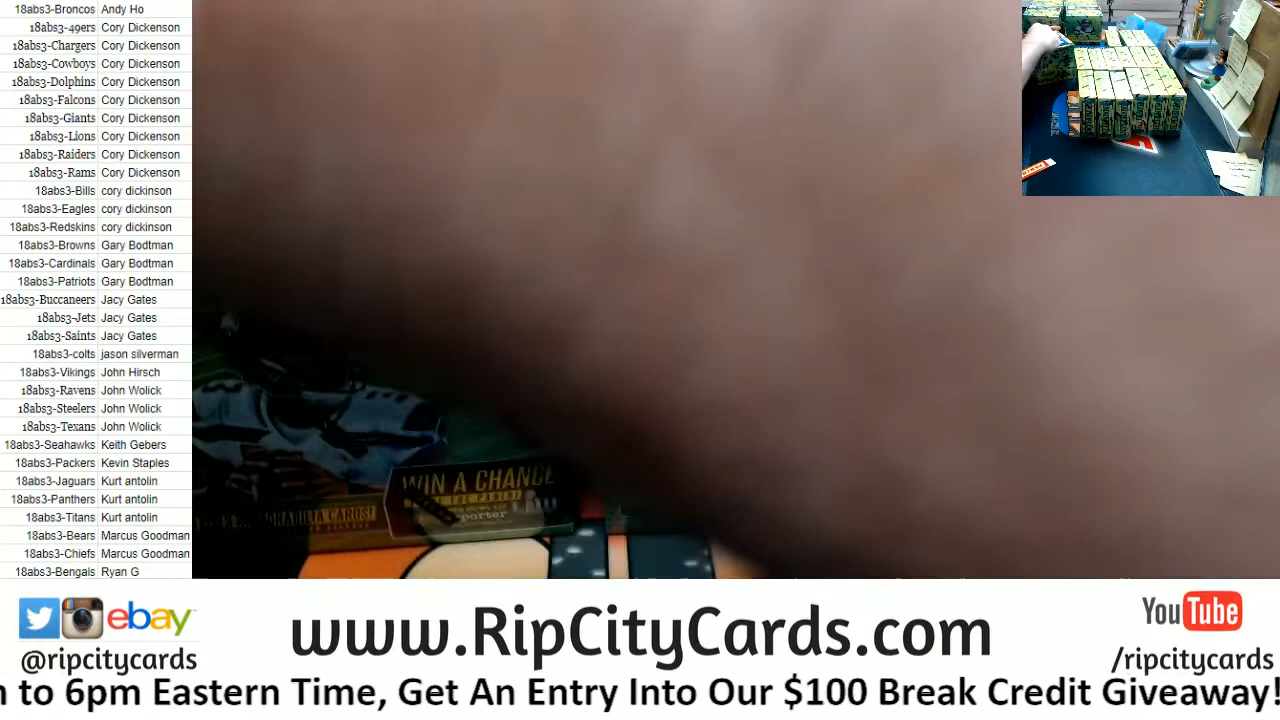 18abs3-Broncos Andy Ho
18abs3-49ers Cory Dickenson
18abs3-Chargers Cory Dickenson
18abs3-Cowboys Cory Dickenson
18abs3-Dolphins Cory Dickenson
18abs3-Falcons Cory Dickenson
18abs3-Giants Cory Dickenson
18abs3-Lions Cory Dickenson
18abs3-Raiders Cory Dickenson
18abs3-Rams Cory Dickenson
18abs3-Bills cory dickinson
18abs3-Eagles cory dickinson
18abs3-Redskins cory dickinson
18abs3-Browns Gary Bodtman
18abs3-Cardinals Gary Bodtman
18abs3-Patriots Gary Bodtman
18abs3-Buccaneers Jacy Gates
18abs3-Jets Jacy Gates
18abs3-Saints Jacy Gates
18abs3-colts jason silverman
18abs3-Vikings John Hirsch
18abs3-Ravens John Wolick
18abs3-Steelers John Wolick
18abs3-Texans John Wolick
18abs3-Seahawks Keith Gebers
18abs3-Packers Kevin Staples
18abs3-Jaguars Kurt antolin
18abs3-Panthers Kurt antolin
18abs3-Titans Kurt antolin
18abs3-Bears Marcus Goodman
18abs3-Chiefs Marcus Goodman
18abs3-Bengals Ryan G
WIN A CHANCE
ebay
@ripcitycards
www.RipCityCards.com
YouTube
/ripcitycards
to 6pm Eastern Time, Get An Entry Into Our $100 Break Credit Giveaway!